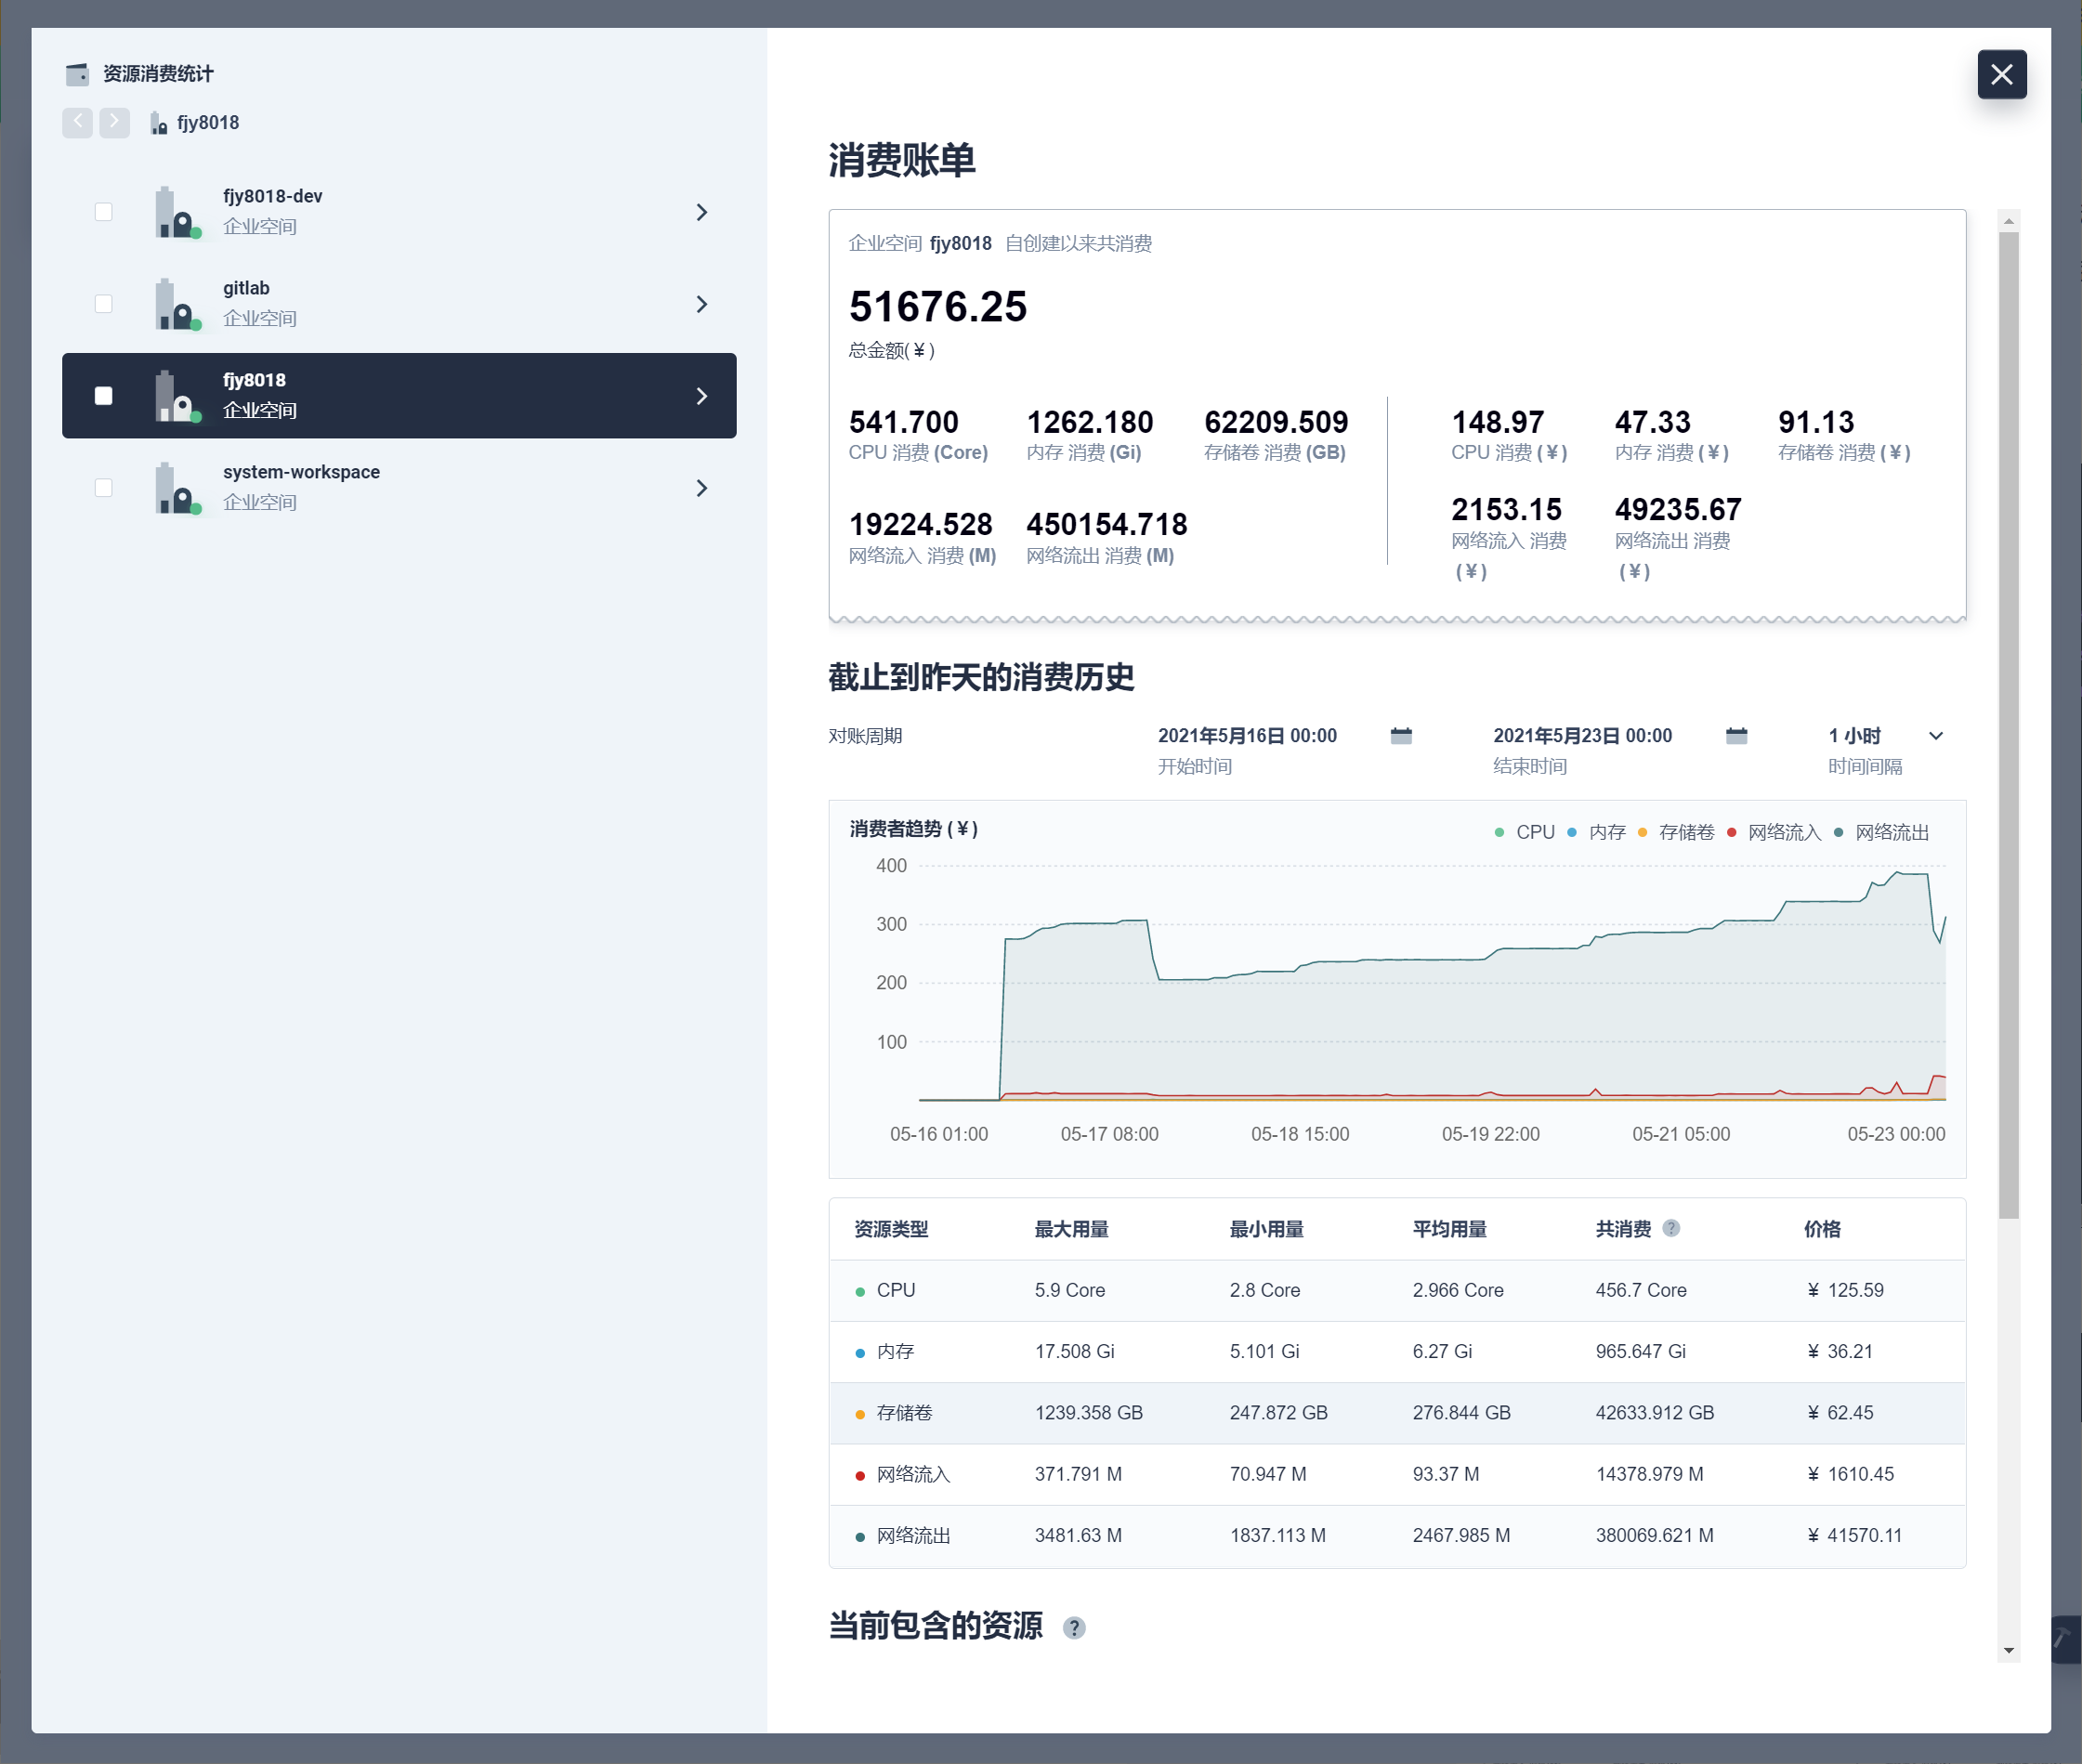 资源消费统计
fjy8018
fjy8018-dev
企业空间
gitlab
企业空间
fjy8018
企业空间
system-workspace
企业空间
消费账单
企业空间 fjy8018 自创建以来共消费
51676.25
总金额(¥)
541.700 1262.180 62209.509 148.97 47.33 91.13
CPU 消费 (Core) 内存 消费 (Gi) 存储卷 消费 (GB) CPU 消费 (¥) 内存 消费 (¥) 存储卷 消费 (¥)
19224.528 450154.718 2153.15 49235.67
网络流入 消费 (M) 网络流出 消费 (M) 网络流入 消费 网络流出 消费
(¥) (¥)
截止到昨天的消费历史
对账周期 2021年5月16日 00:00 2021年5月23日 00:00 1 小时
开始时间 结束时间 时间间隔
消费者趋势 (¥) CPU 内存 存储卷 网络流入 网络流出
400
300
200
100
05-16 01:00 05-17 08:00 05-18 15:00 05-19 22:00 05-21 05:00 05-23 00:00
资源类型 最大用量 最小用量 平均用量 共消费 ? 价格
CPU 5.9 Core 2.8 Core 2.966 Core 456.7 Core ¥ 125.59
内存 17.508 Gi 5.101 Gi 6.27 Gi 965.647 Gi ¥ 36.21
存储卷 1239.358 GB 247.872 GB 276.844 GB 42633.912 GB ¥ 62.45
网络流入 371.791 M 70.947 M 93.37 M 14378.979 M ¥ 1610.45
网络流出 3481.63 M 1837.113 M 2467.985 M 380069.621 M ¥ 41570.11
当前包含的资源 ?